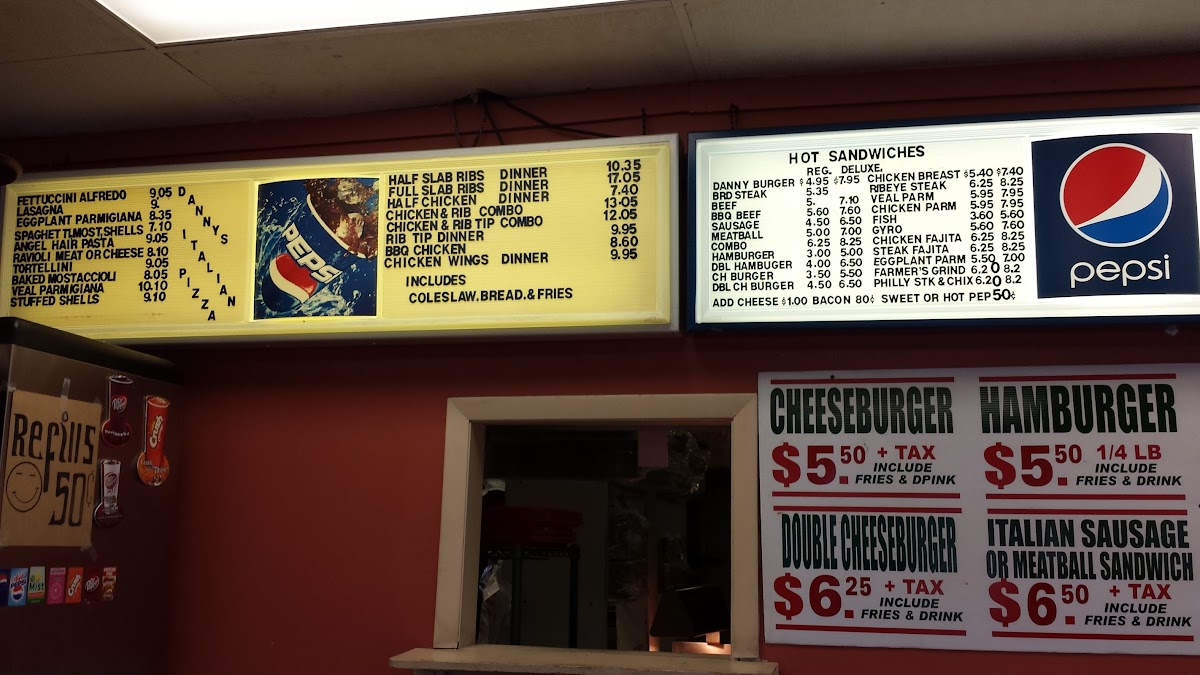 FETTUCINI ALFREDO 9.05
LASAGNA 9.
EGGPLANT PARMIGIANA 8.35
SPAGHETTI.MOST.SHELLS 7.10
ANGEL HAIR PASTA 9.05
RAVIOLI MEAT OR CHEESE 8.10
TORTELLINI 9.05
BAKED MOSTACCIOLI 8.05
VEAL PARMIGIANA 10.10
STUFFED SHELLS 9.10
DANNYS
ITALIAN
PIZZA
PEPSI
HALF SLAB RIBS DINNER 10.35
FULL SLAB RIBS DINNER 17.05
HALF CHICKEN DINNER 7.40
CHICKEN & RIB COMBO 13.05
CHICKEN & RIB TIP COMBO 12.05
RIB TIP DINNER 9.95
BBQ CHICKEN 8.60
CHICKEN WINGS DINNER 9.95
INCLUDES
COLESLAW.BREAD.& FRIES
HOT SANDWICHES
REG. DELUXE.
DANNY BURGER $4.95 $7.95
BRD STEAK 5.35
BEEF 5. 7.10
BBQ BEEF 5.60 7.60
SAUSAGE 4.50 6.50
MEATBALL 5.00 7.00
COMBO 6.25 8.25
HAMBURGER 3.00 5.00
DBL HAMBUGER 4.00 6.50
CH BURGER 3.50 5.50
DBL CH BURGER 4.50 6.50
CHICKEN BREAST $5.40 $7.40
RIBEYE STEAK 6.25 8.25
VEAL PARM 5.95 7.95
CHICKEN PARM 5.95 7.95
FISH 3.60 5.60
GYRO 5.60 7.60
CHICKEN FAJITA 6.25 8.25
STEAK FAJITA 6.25 8.25
EGGPLANT PARM 5.50 7.00
FARMER'S GRIND 6.20 8.2
PHILLY STK & CHIX 6.20 8.2
ADD CHEESE $1.00 BACON 80¢ SWEET OR HOT PEP 50¢
pepsi
Refills
50¢
Crush
Mist
CHEESEBURGER
$5.50 + TAX
INCLUDE
FRIES & DPINK
HAMBURGER
$5.50 1/4 LB
INCLUDE
FRIES & DRINK
DOUBLE CHEESEBURGER
$6.25 + TAX
INCLUDE
FRIES & DRINK
ITALIAN SAUSAGE
OR MEATBALL SANDWICH
$6.50 + TAX
INCLUDE
FRIES & DRINK